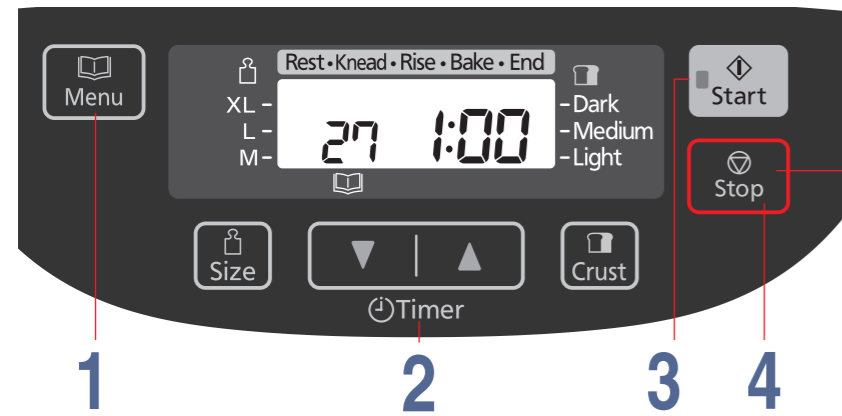 Rest • Knead • Rise • Bake • End
Menu
Start
XL – – Dark
L – 27 1:00 – Medium
M – – Light
Stop
Size
Crust
Timer
1
2
3
4